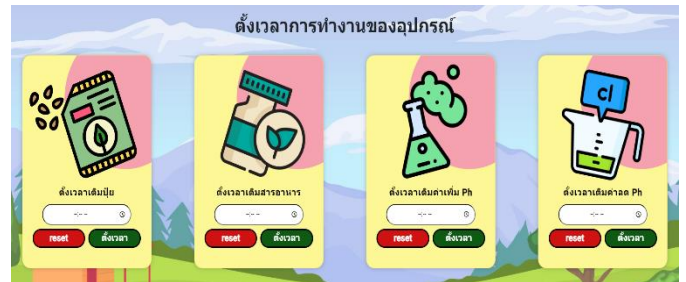 ตั้งเวลาการทำงานของอุปกรณ์
cl
ตั้งเวลาเติมปุ๋ย
ตั้งเวลาเติมสารอาหาร
ตั้งเวลาเติมค่าเพิ่ม Ph
ตั้งเวลาเติมค่าลด Ph
--:--
--:--
--:--
--:--
reset ตั้งเวลา
reset ตั้งเวลา
reset ตั้งเวลา
reset ตั้งเวลา